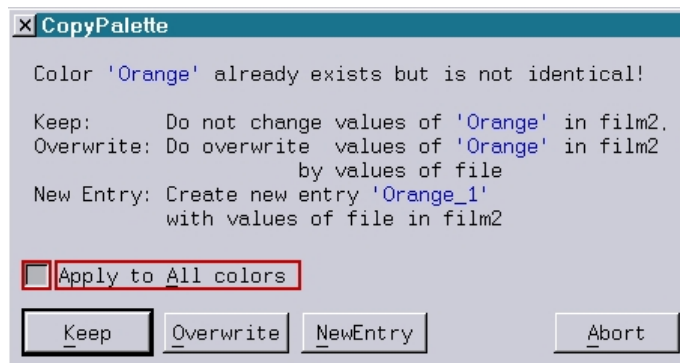 CopyPalette
Color 'Orange' already exists but is not identical!
Keep: Do not change values of 'Orange' in film2.
Overwrite: Do overwrite values of 'Orange' in film2
by values of file
New Entry: Create new entry 'Orange_1'
with values of file in film2
Apply to All colors
Keep Overwrite NewEntry Abort